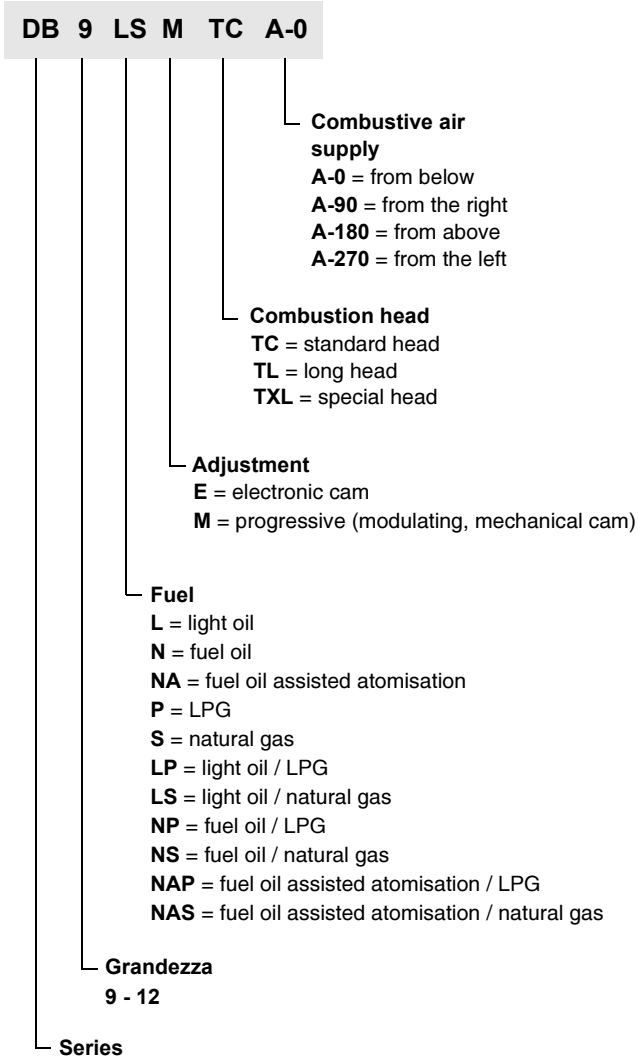 DB 9 LS M TC A-0
Combustive air
supply
A-0 = from below
A-90 = from the right
A-180 = from above
A-270 = from the left
Combustion head
TC = standard head
TL = long head
TXL = special head
Adjustment
E = electronic cam
M = progressive (modulating, mechanical cam)
Fuel
L = light oil
N = fuel oil
NA = fuel oil assisted atomisation
P = LPG
S = natural gas
LP = light oil / LPG
LS = light oil / natural gas
NP = fuel oil / LPG
NS = fuel oil / natural gas
NAP = fuel oil assisted atomisation / LPG
NAS = fuel oil assisted atomisation / natural gas
Grandezza
9 - 12
Series